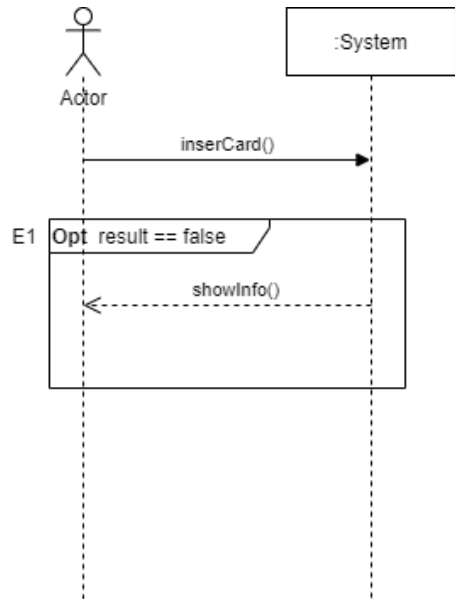 :System
Actor
inserCard()
E1 Opt result == false
showInfo()